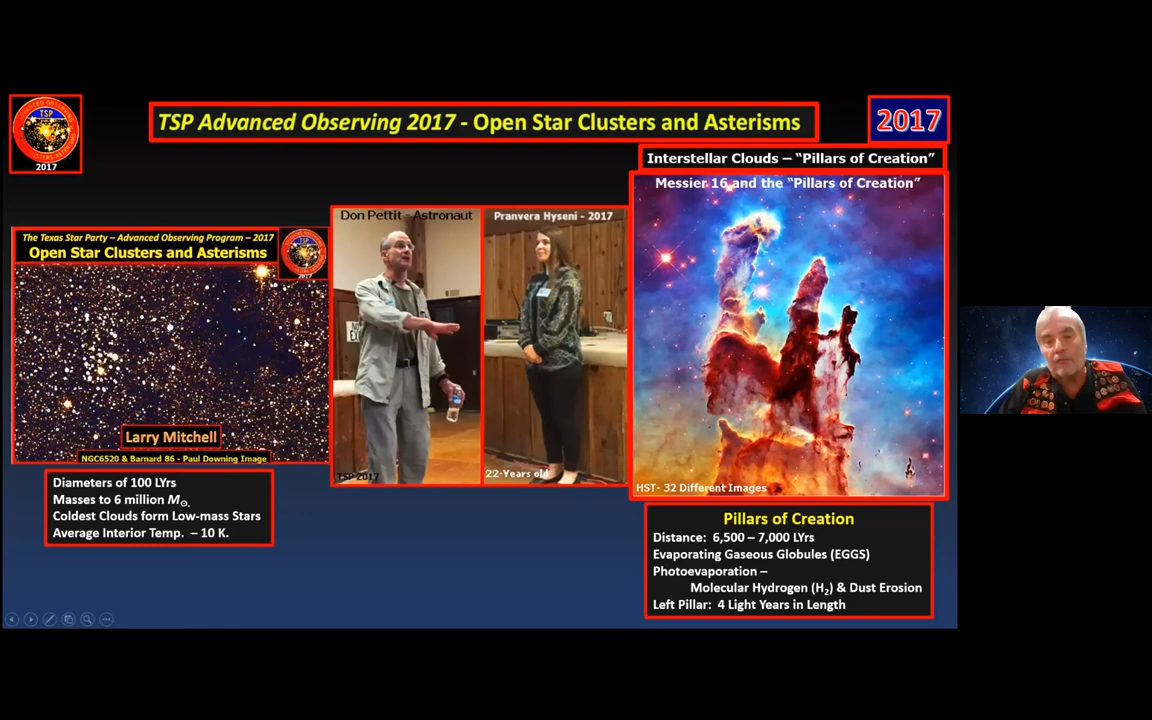 TSP Advanced Observing 2017 - Open Star Clusters and Asterisms
2017
TSP
2017
Interstellar Clouds – “Pillars of Creation”
Messier 16 and the “Pillars of Creation”
The Texas Star Party – Advanced Observing Program – 2017
Open Star Clusters and Asterisms
TSP
2017
Don Pettit - Astronaut
Pranvera Hyseni - 2017
Larry Mitchell
NGC6520 & Barnard 86 - Paul Downing Image
TSP 2017
22-Years old
HST- 32 Different Images
Diameters of 100 LYrs
Masses to 6 million M⊙.
Coldest Clouds form Low-mass Stars
Average Interior Temp. – 10 K.
Pillars of Creation
Distance: 6,500 – 7,000 LYrs
Evaporating Gaseous Globules (EGGS)
Photoevaporation –
Molecular Hydrogen (H₂) & Dust Erosion
Left Pillar: 4 Light Years in Length